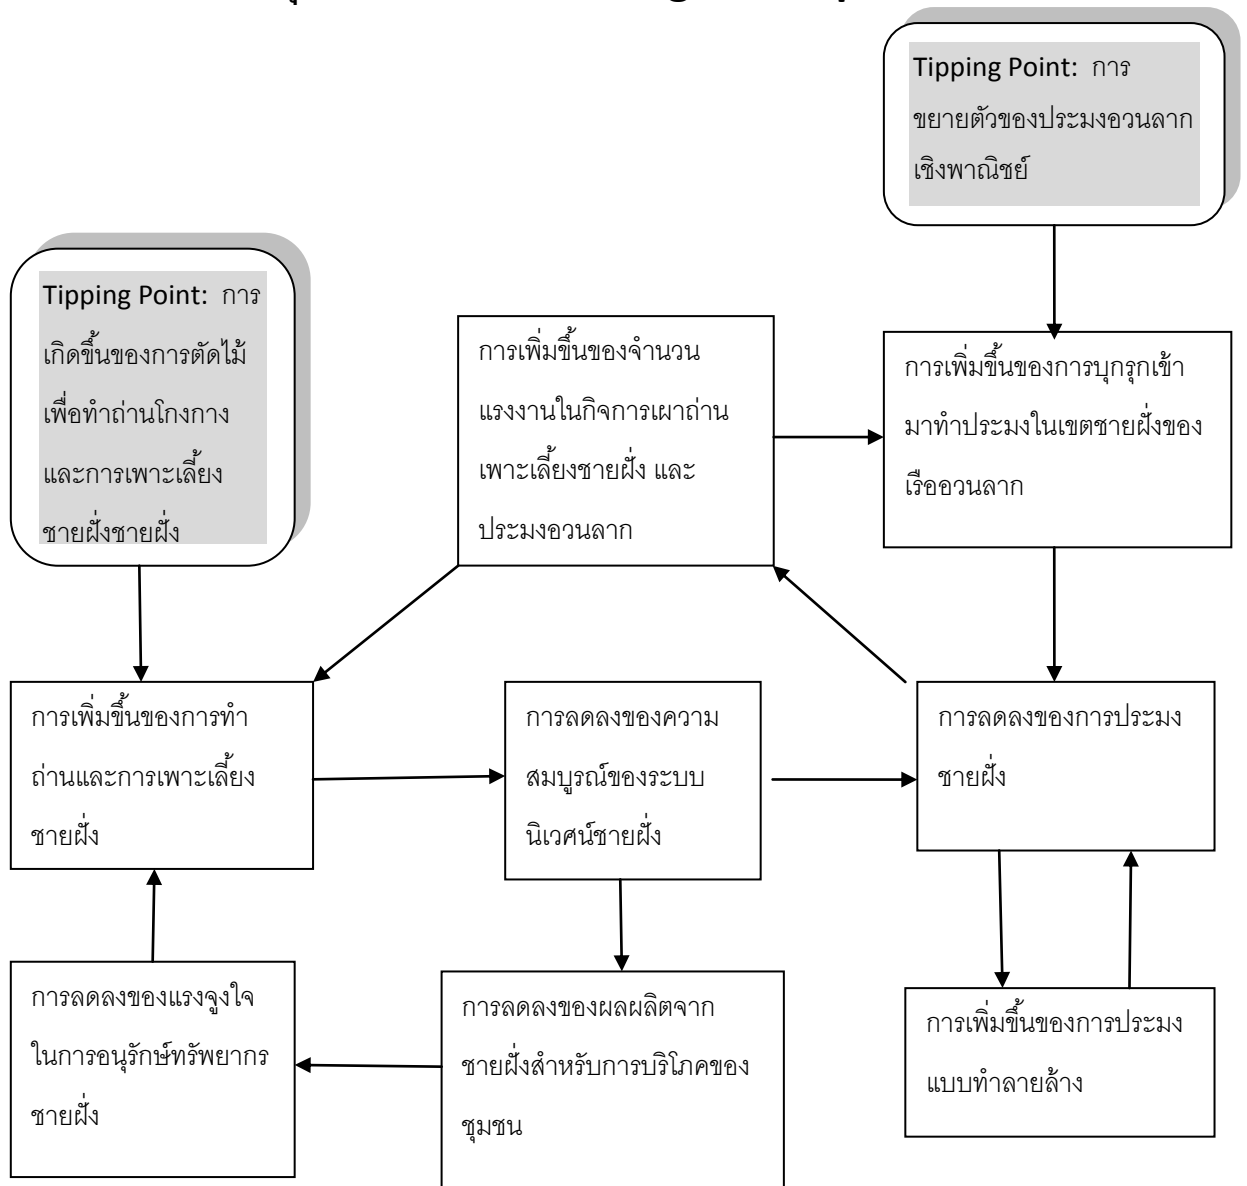 Tipping Point: การ
ขยายตัวของประมงอวนลาก
เชิงพาณิชย์
Tipping Point: การ
เกิดขึ้นของการตัดไม้
เพื่อทำถ่านโกงกาง
และการเพาะเลี้ยง
ชายฝั่งชายฝั่ง
การเพิ่มขึ้นของจำนวน
แรงงานในกิจการเผาถ่าน
เพาะเลี้ยงชายฝั่ง และ
ประมงอวนลาก
การเพิ่มขึ้นของการบุกรุกเข้า
มาทำประมงในเขตชายฝั่งของ
เรืออวนลาก
การเพิ่มขึ้นของการทำ
ถ่านและการเพาะเลี้ยง
ชายฝั่ง
การลดลงของความ
สมบูรณ์ของระบบ
นิเวศน์ชายฝั่ง
การลดลงของการประมง
ชายฝั่ง
การลดลงของแรงจูงใจ
ในการอนุรักษ์ทรัพยากร
ชายฝั่ง
การลดลงของผลผลิตจาก
ชายฝั่งสำหรับการบริโภคของ
ชุมชน
การเพิ่มขึ้นของการประมง
แบบทำลายล้าง